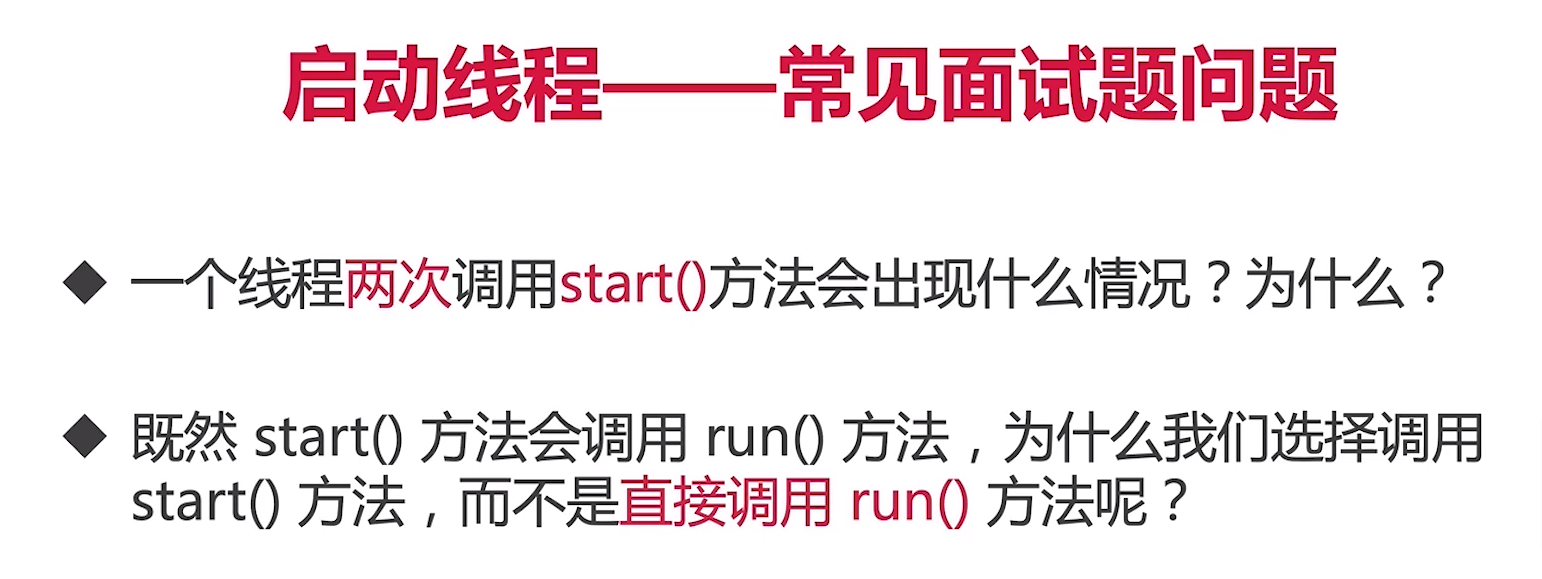 启动线程——常见面试题问题
◆ 一个线程两次调用start()方法会出现什么情况？为什么？
◆ 既然 start() 方法会调用 run() 方法，为什么我们选择调用
start() 方法，而不是直接调用 run() 方法呢？